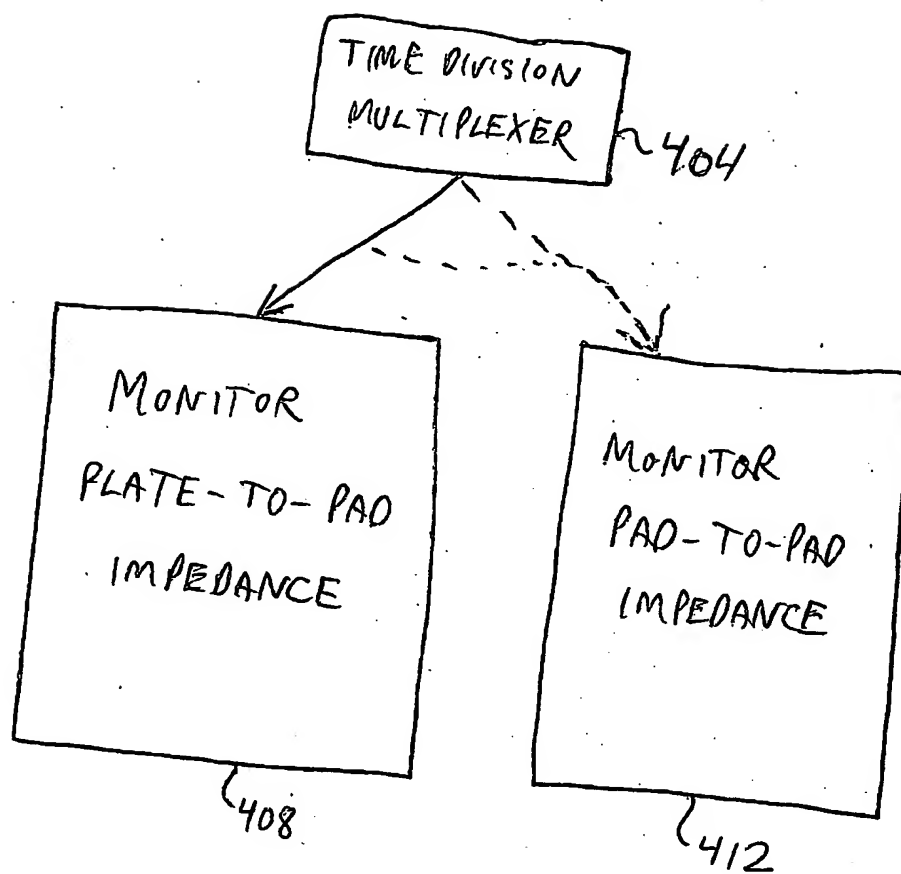 TIME DIVISION
MULTIPLEXER
404
MONITOR
PLATE-TO-PAD
IMPEDANCE
408
MONITOR
PAD-TO-PAD
IMPEDANCE
412